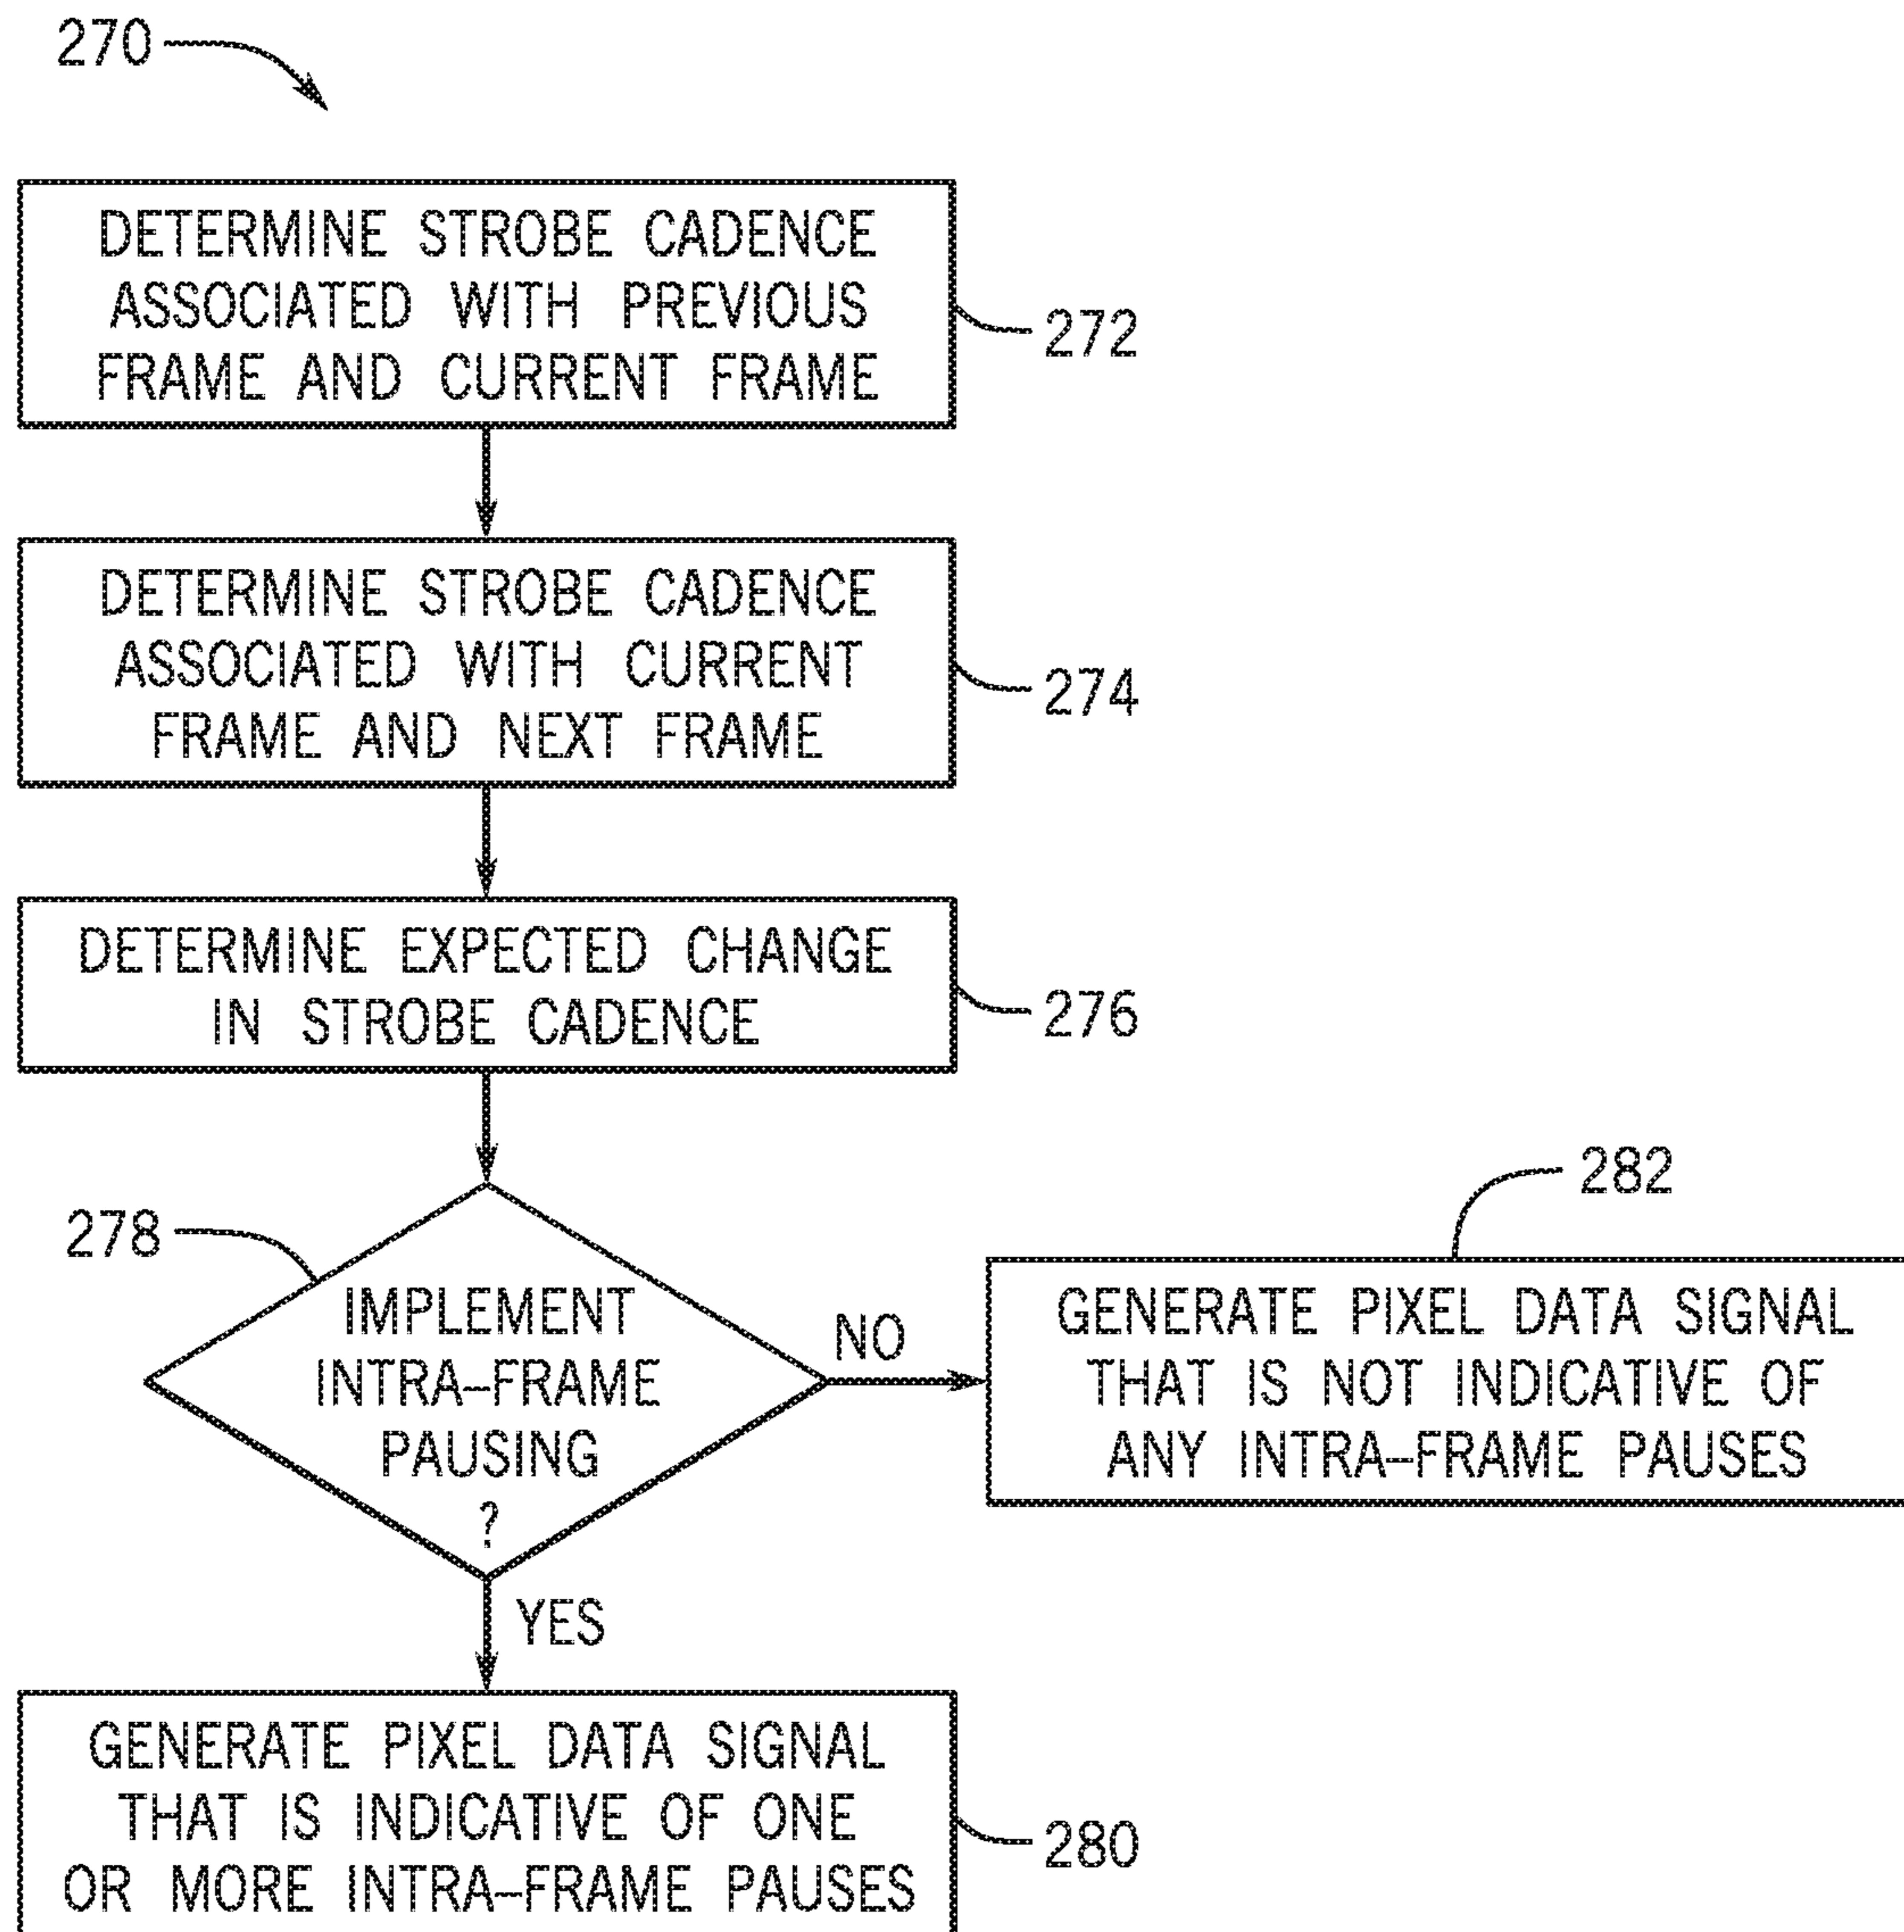 270
DETERMINE STROBE CADENCE
ASSOCIATED WITH PREVIOUS
FRAME AND CURRENT FRAME
272
DETERMINE STROBE CADENCE
ASSOCIATED WITH CURRENT
FRAME AND NEXT FRAME
274
DETERMINE EXPECTED CHANGE
IN STROBE CADENCE
276
278
IMPLEMENT
INTRA-FRAME
PAUSING
?
NO
282
GENERATE PIXEL DATA SIGNAL
THAT IS NOT INDICATIVE OF
ANY INTRA-FRAME PAUSES
YES
GENERATE PIXEL DATA SIGNAL
THAT IS INDICATIVE OF ONE
OR MORE INTRA-FRAME PAUSES
280